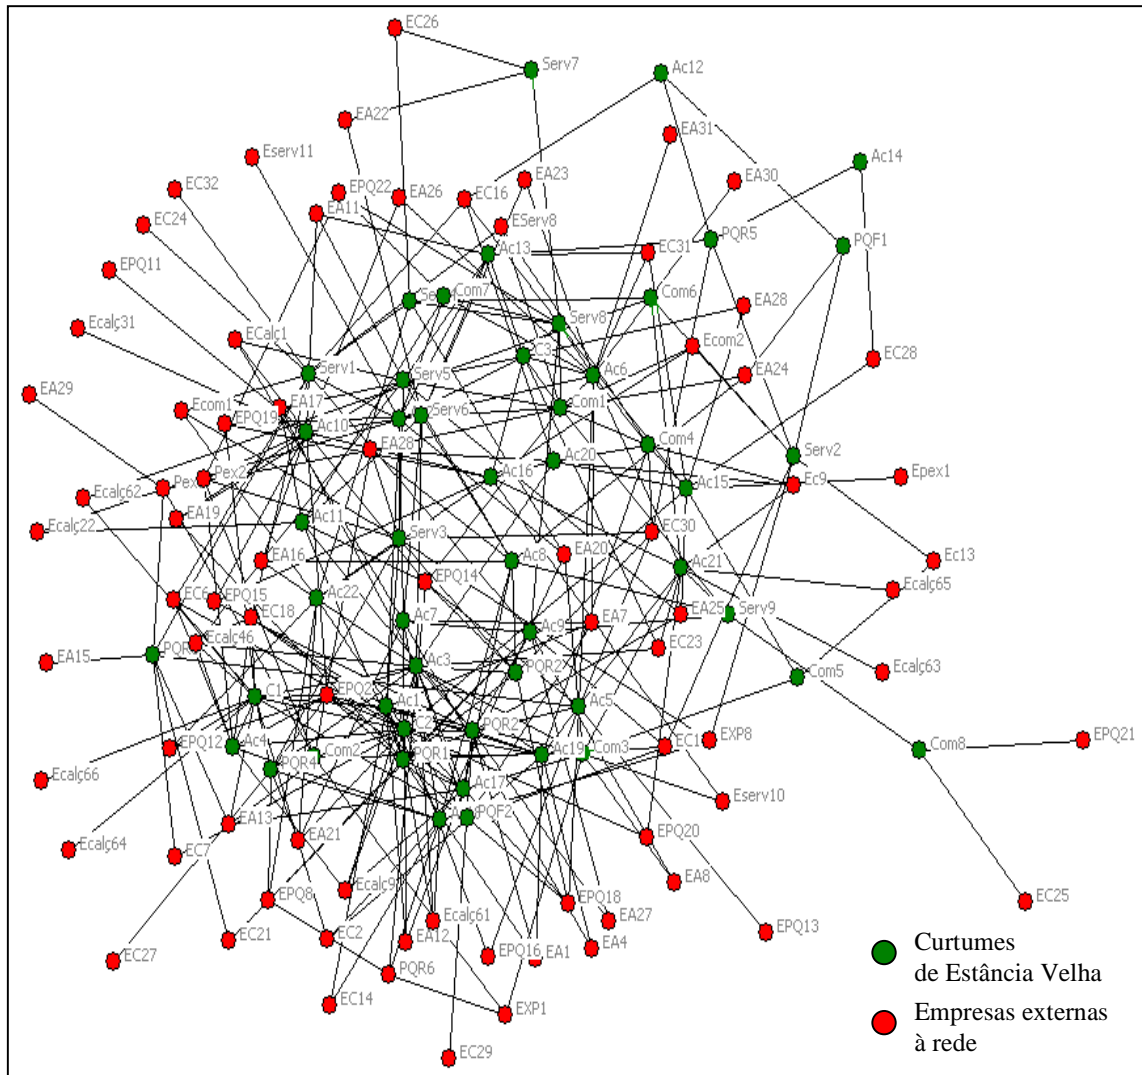 EC26
Serv7
Ac12
EA22
EA31
Eserv11
Ac14
EC32
EPQ22
EA26
EC16
EA23
EA30
EC24
EA11
EServ8
PQR5
PQF1
Ac13
EC31
EPQ11
Com7
Com6
EA28
Ecalç31
Serv8
ECalç1
Ecom2
C3
EC28
Serv1
Serv5
Ac6
EA24
EA29
Ecom1
EA17
Com1
EPQ19
Serv6
Ac10
EA28
Com4
Serv2
Ac20
Pex2
Ac16
Ac15
Ec9
Epex1
Ecalç62
Pex
EA19
Ac11
Ecalç22
Serv3
EC30
EA16
Ac8
EA20
Ac21
Ec13
EPQ14
Ecalç65
EC6
EPQ15
Ac22
EC18
Ac7
EA7
EA25
Serv9
Ecalç46
Ac9
EC23
EA15
PQR
Ac3
PQR2
Ecalç63
Com5
C1
EPQ2
Ac1
Ac5
C2
PQR2
EPQ12
Ac4
Com2
PQR1
Ac19
Com3
EC1
EXP8
Com8
EPQ21
PQR4
Ecalç66
Ac17
Eserv10
EA13
PQF2
EA21
EPQ20
Ecalç64
EC7
Ecalç9
EA8
EPQ8
EPQ18
EC25
Ecalç61
EA27
EC21
EC2
EA12
EPQ16
EA1
EA4
EPQ13
EC27
PQR6
EC14
EXP1
EC29
Curtumes
de Estância Velha
Empresas externas
à rede